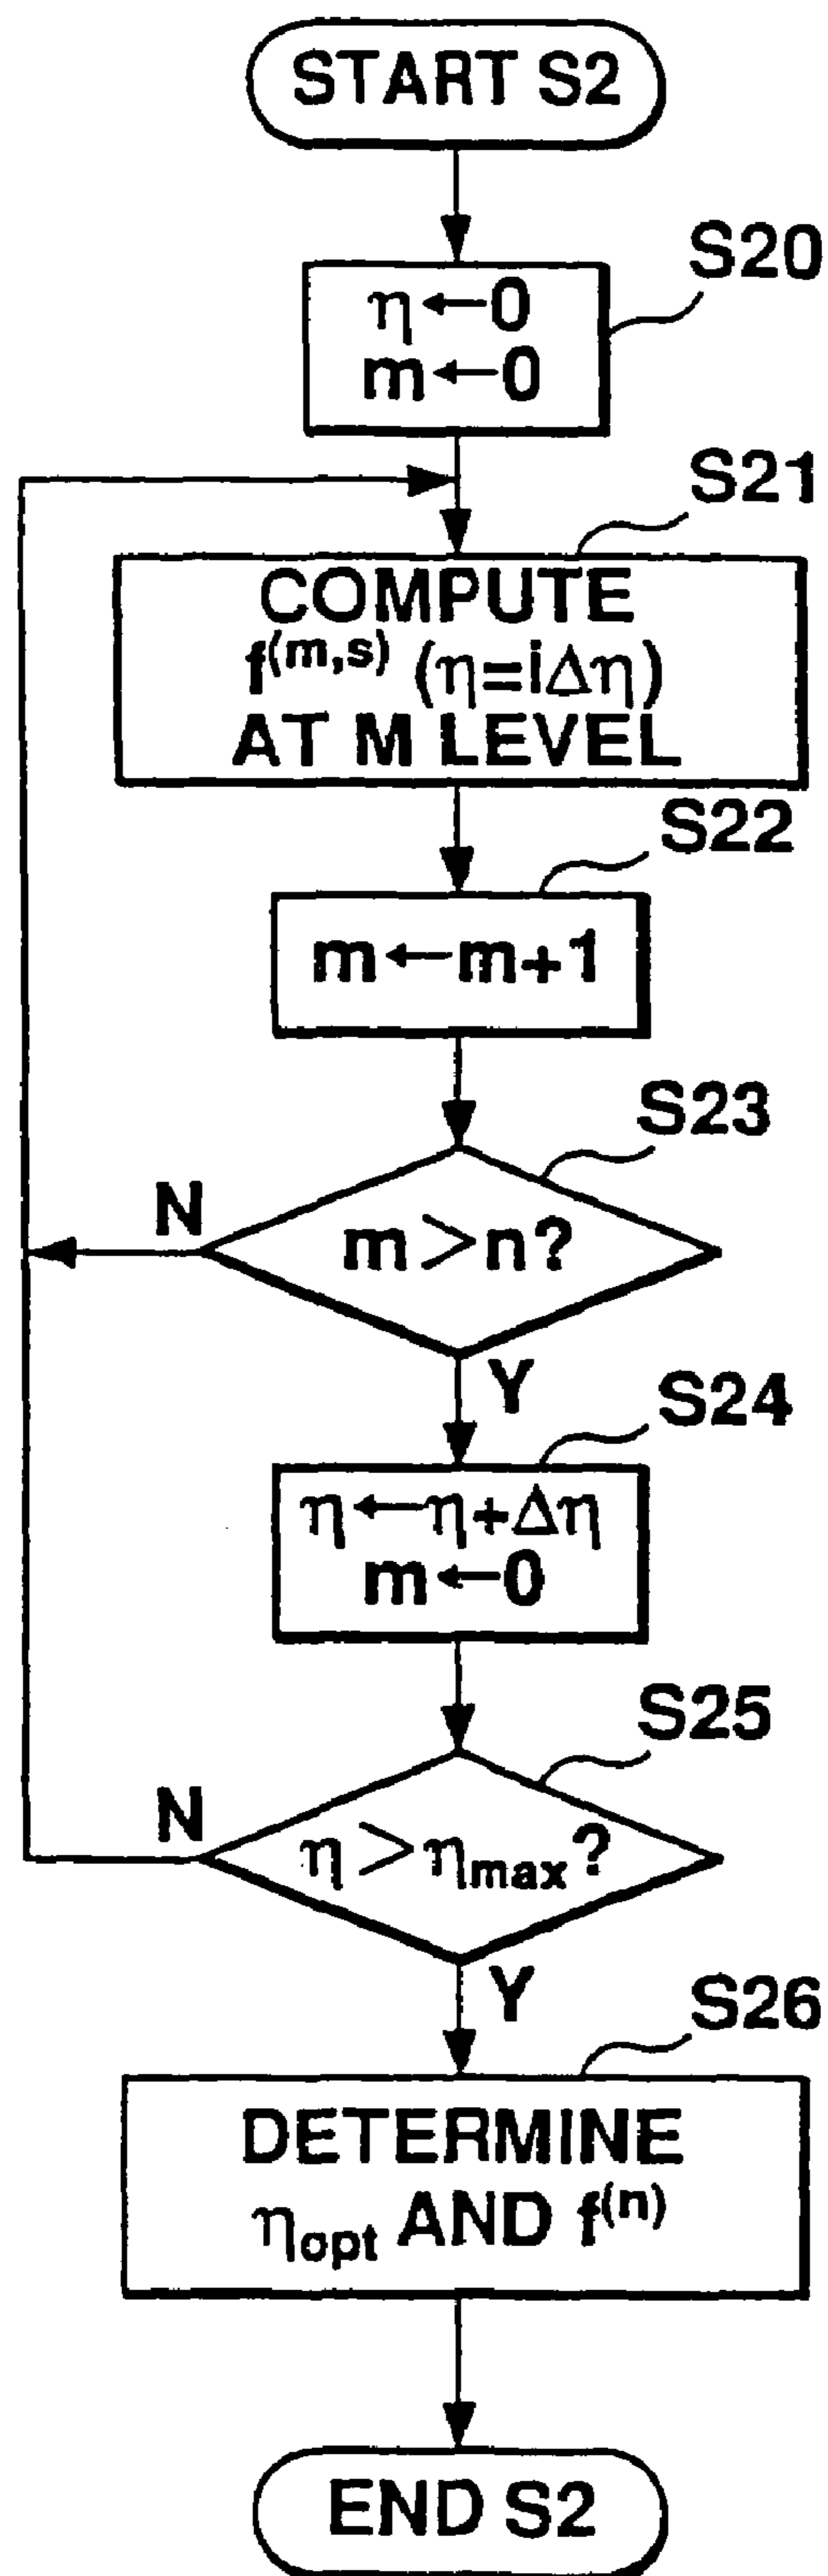 START S2
S20
η←0
m←0
S21
COMPUTE
f(m,s) (η=iΔη)
AT M LEVEL
S22
m←m+1
S23
N
m>n?
Y
S24
η←η+Δη
m←0
S25
N
η>ηmax?
Y
S26
DETERMINE
ηopt AND f(n)
END S2